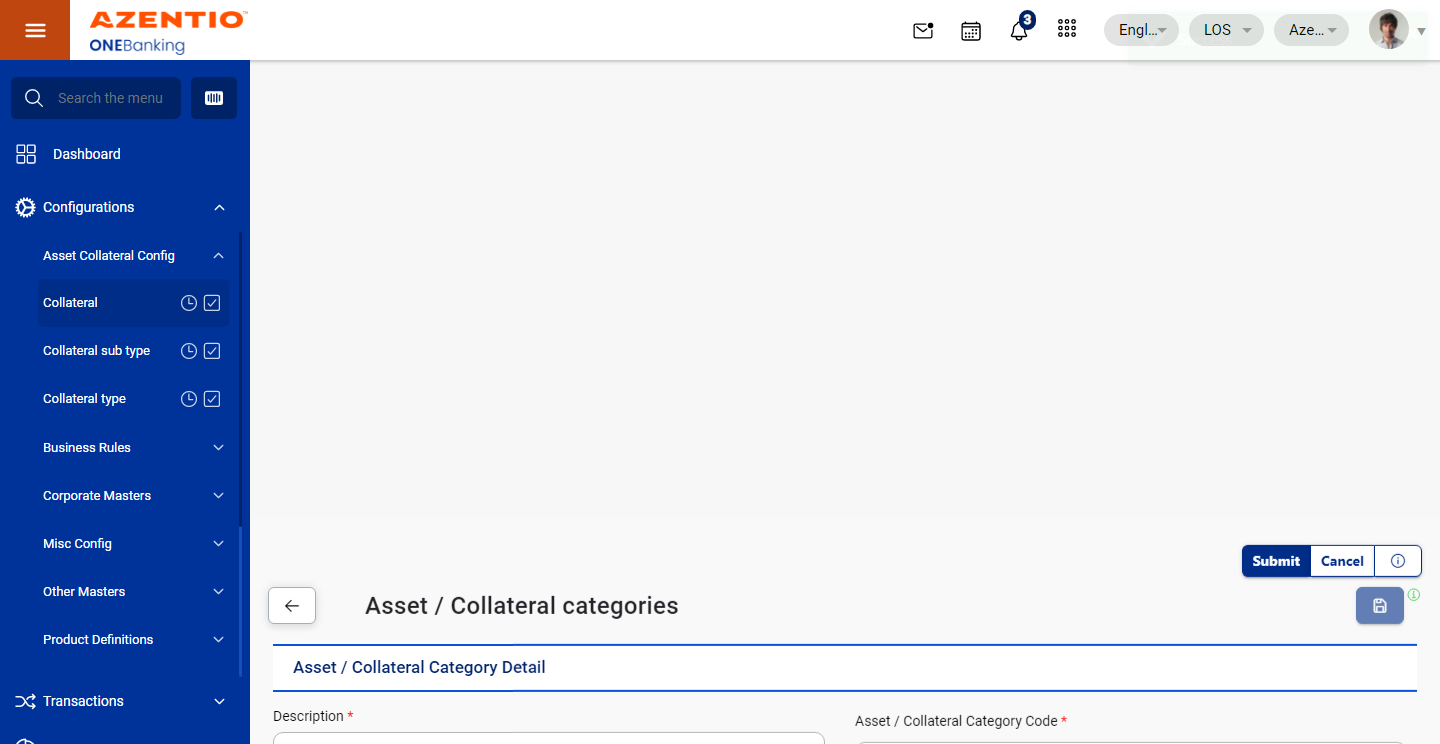 AZENTIO™
ONEBanking
3
Engl...
LOS
Aze...
Search the menu
Dashboard
Configurations
Asset Collateral Config
Collateral
Collateral sub type
Collateral type
Business Rules
Corporate Masters
Misc Config
Other Masters
Product Definitions
Transactions
Submit
Cancel
Asset / Collateral categories
Asset / Collateral Category Detail
Description *
Asset / Collateral Category Code *